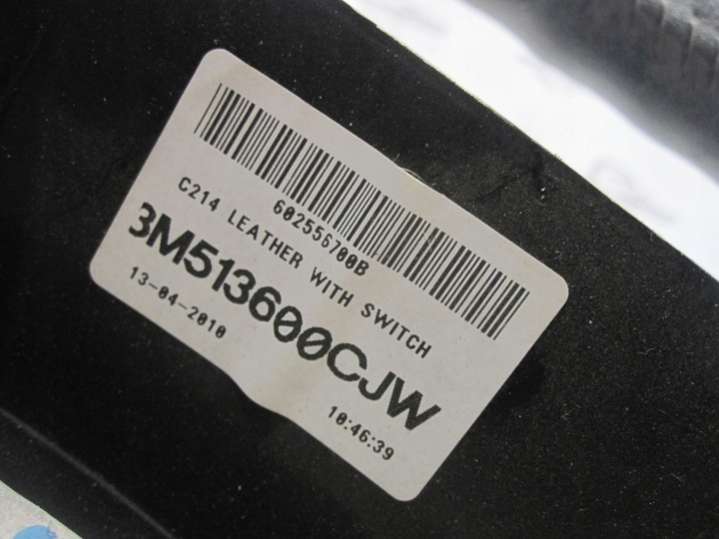 602556700B
C214 LEATHER WITH SWITCH
3M513600CJW
13-04-2010
10:46:39